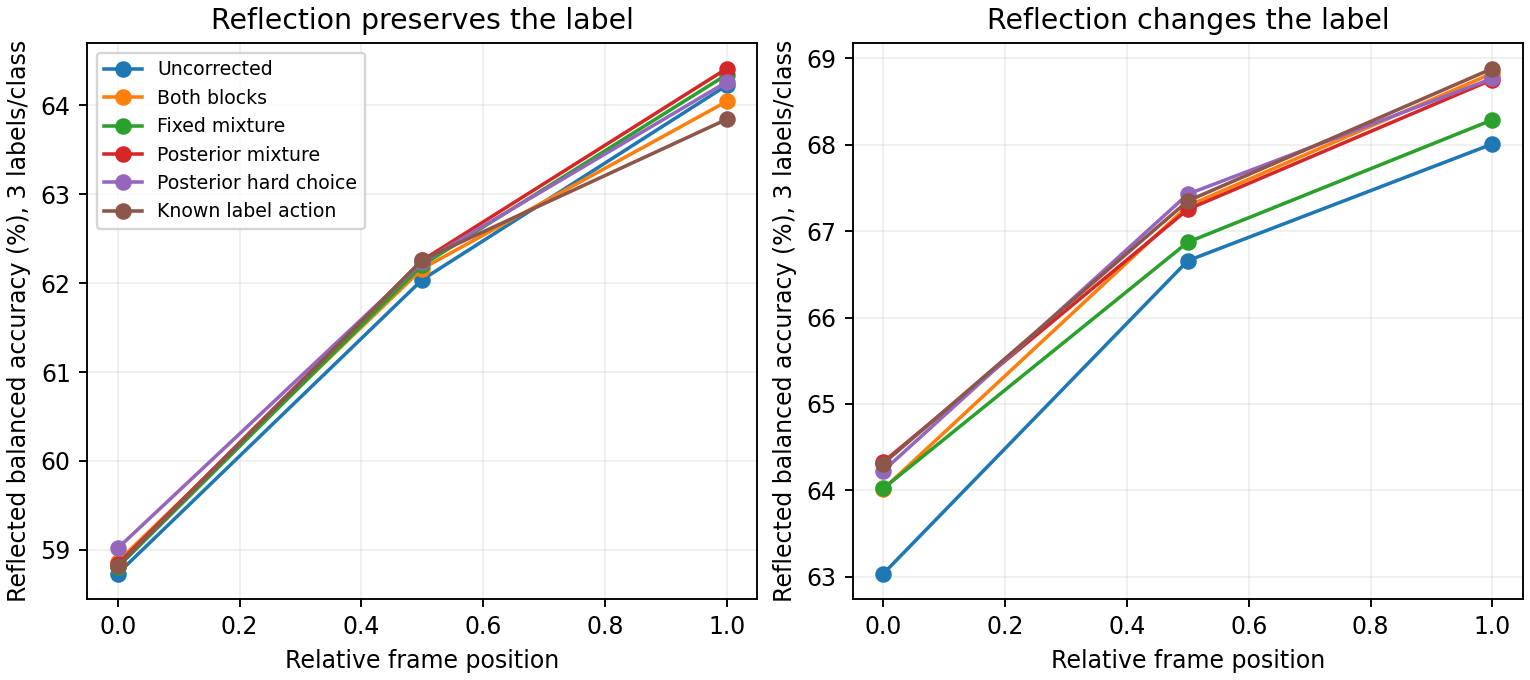 Reflection preserves the label
Reflected balanced accuracy (%), 3 labels/class
64
63
62
61
60
59
Uncorrected
Both blocks
Fixed mixture
Posterior mixture
Posterior hard choice
Known label action
0.0 0.2 0.4 0.6 0.8 1.0
Relative frame position
Reflection changes the label
Reflected balanced accuracy (%), 3 labels/class
69
68
67
66
65
64
63
0.0 0.2 0.4 0.6 0.8 1.0
Relative frame position